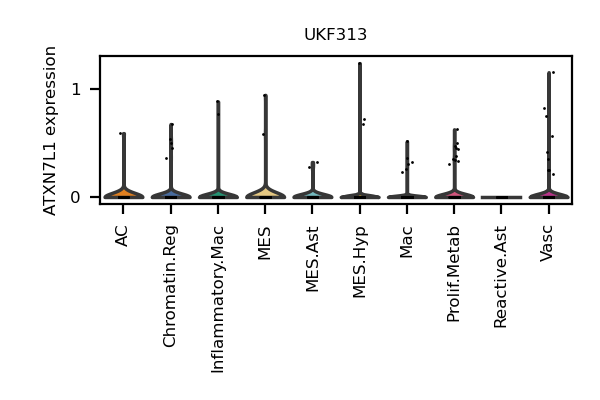 UKF313
ATXN7L1 expression
1
0
AC
Chromatin.Reg
Inflammatory.Mac
MES
MES.Ast
MES.Hyp
Mac
Prolif.Metab
Reactive.Ast
Vasc